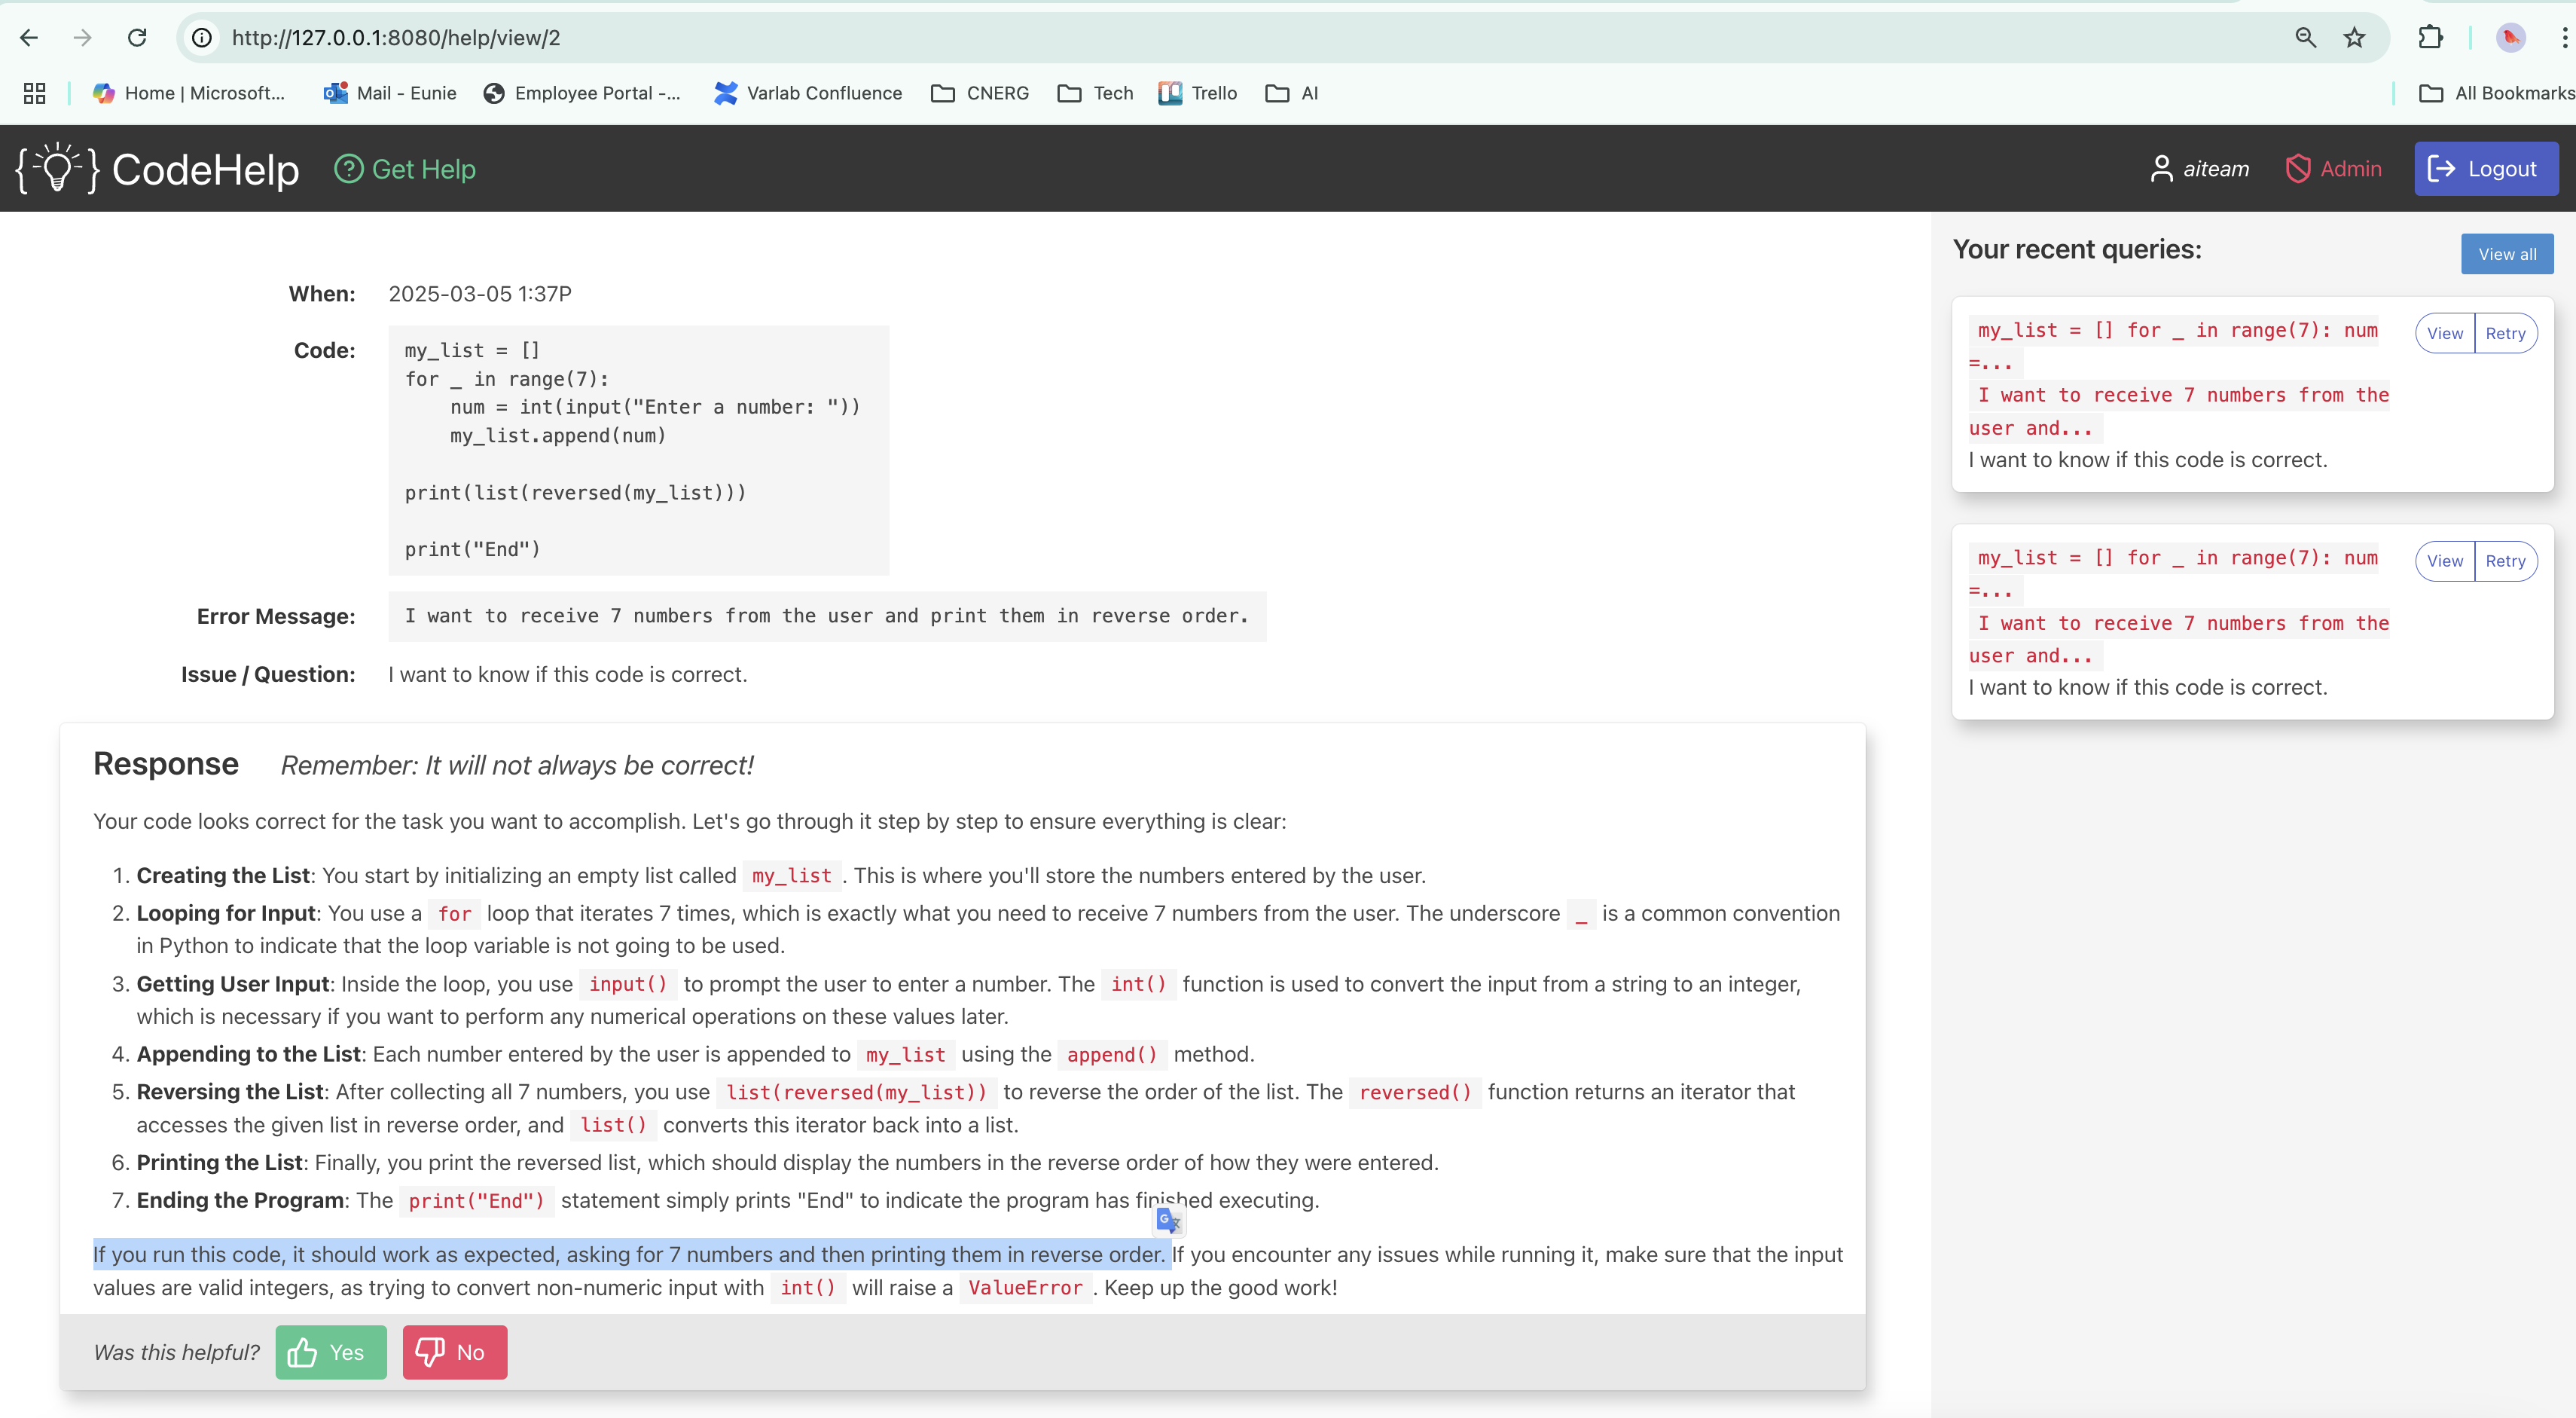 http://127.0.0.1:8080/help/view/2
Home | Microsoft...
Mail - Eunie
Employee Portal -...
Varlab Confluence
CNERG
Tech
Trello
AI
All Bookmarks
{ } CodeHelp
Get Help
aiteam
Admin
Logout
When: 2025-03-05 1:37P
Code:
my_list = []
for _ in range(7):
    num = int(input("Enter a number: "))
    my_list.append(num)
print(list(reversed(my_list)))
print("End")
Error Message: I want to receive 7 numbers from the user and print them in reverse order.
Issue / Question: I want to know if this code is correct.
Response Remember: It will not always be correct!
Your code looks correct for the task you want to accomplish. Let's go through it step by step to ensure everything is clear:
1. Creating the List: You start by initializing an empty list called my_list . This is where you'll store the numbers entered by the user.
2. Looping for Input: You use a for loop that iterates 7 times, which is exactly what you need to receive 7 numbers from the user. The underscore _ is a common convention
in Python to indicate that the loop variable is not going to be used.
3. Getting User Input: Inside the loop, you use input() to prompt the user to enter a number. The int() function is used to convert the input from a string to an integer,
which is necessary if you want to perform any numerical operations on these values later.
4. Appending to the List: Each number entered by the user is appended to my_list using the append() method.
5. Reversing the List: After collecting all 7 numbers, you use list(reversed(my_list)) to reverse the order of the list. The reversed() function returns an iterator that
accesses the given list in reverse order, and list() converts this iterator back into a list.
6. Printing the List: Finally, you print the reversed list, which should display the numbers in the reverse order of how they were entered.
7. Ending the Program: The print("End") statement simply prints "End" to indicate the program has finished executing.
If you run this code, it should work as expected, asking for 7 numbers and then printing them in reverse order. If you encounter any issues while running it, make sure that the input
values are valid integers, as trying to convert non-numeric input with int() will raise a ValueError . Keep up the good work!
Was this helpful?
Yes
No
Your recent queries:
View all
my_list = [] for _ in range(7): num
=...
I want to receive 7 numbers from the
user and...
I want to know if this code is correct.
View
Retry
my_list = [] for _ in range(7): num
=...
I want to receive 7 numbers from the
user and...
I want to know if this code is correct.
View
Retry